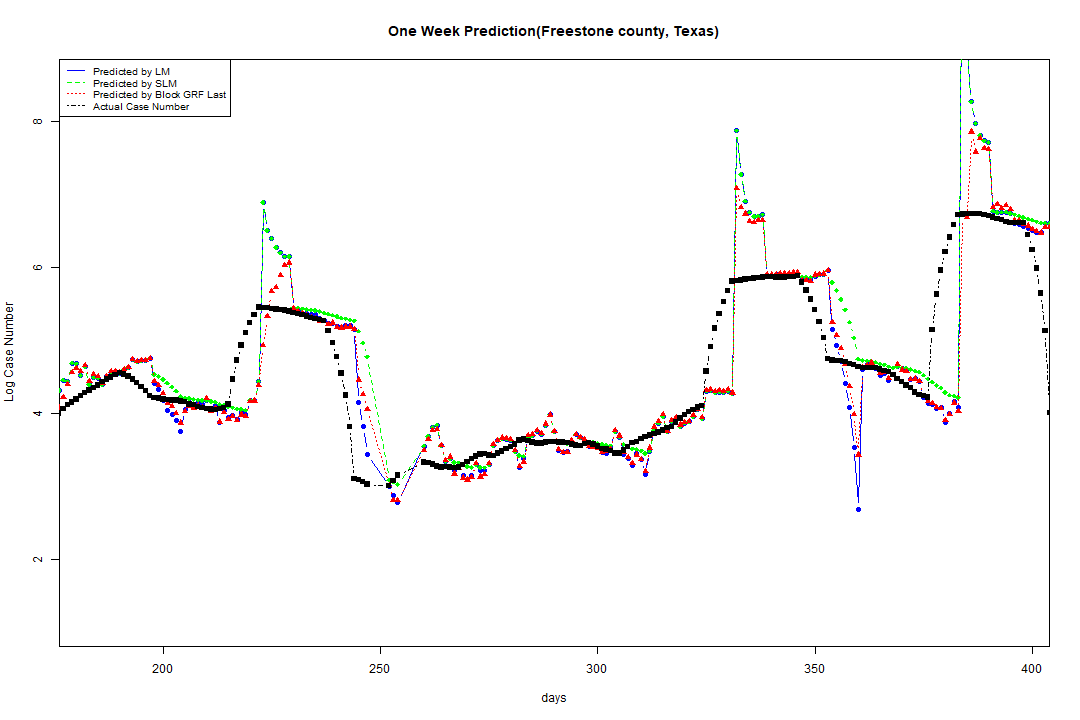 One Week Prediction(Freestone county, Texas)
Predicted by LM
Predicted by SLM
Predicted by Block GRF Last
Actual Case Number
Log Case Number
8
6
4
2
200
250
300
350
400
days